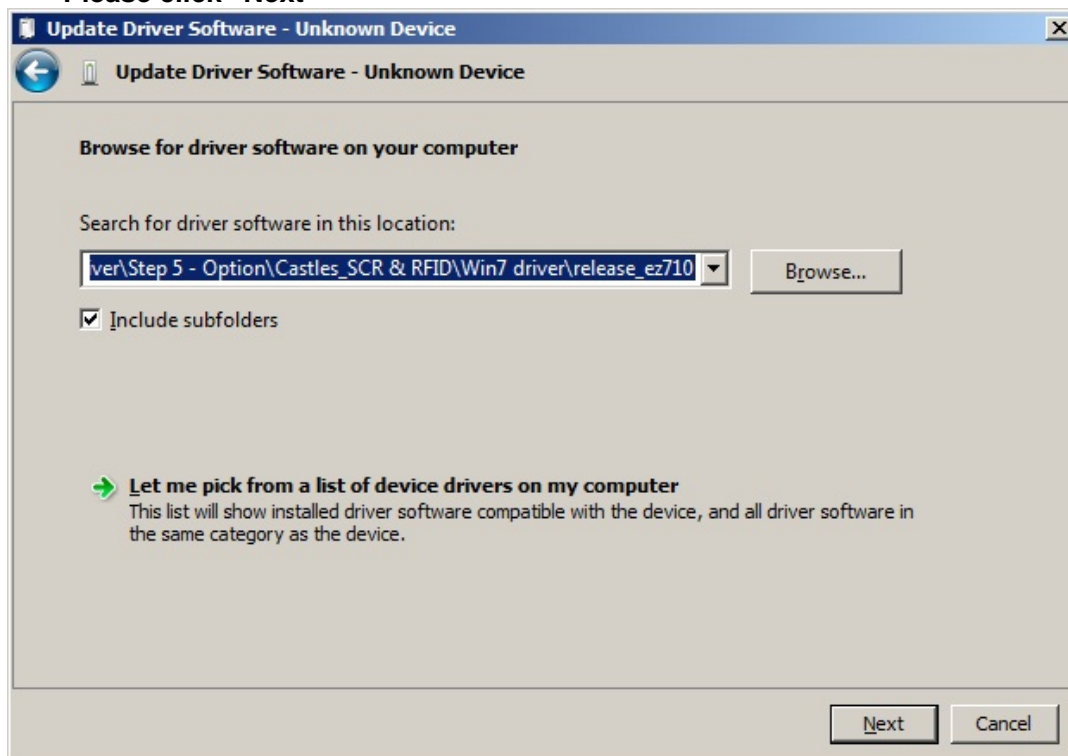 Please click "Next"
Update Driver Software - Unknown Device
Update Driver Software - Unknown Device
Browse for driver software on your computer
Search for driver software in this location:
iver\Step 5 - Option\Castles_SCR & RFID\Win7 driver\release_ez710
Browse...
Include subfolders
Let me pick from a list of device drivers on my computer
This list will show installed driver software compatible with the device, and all driver software in
the same category as the device.
Next
Cancel